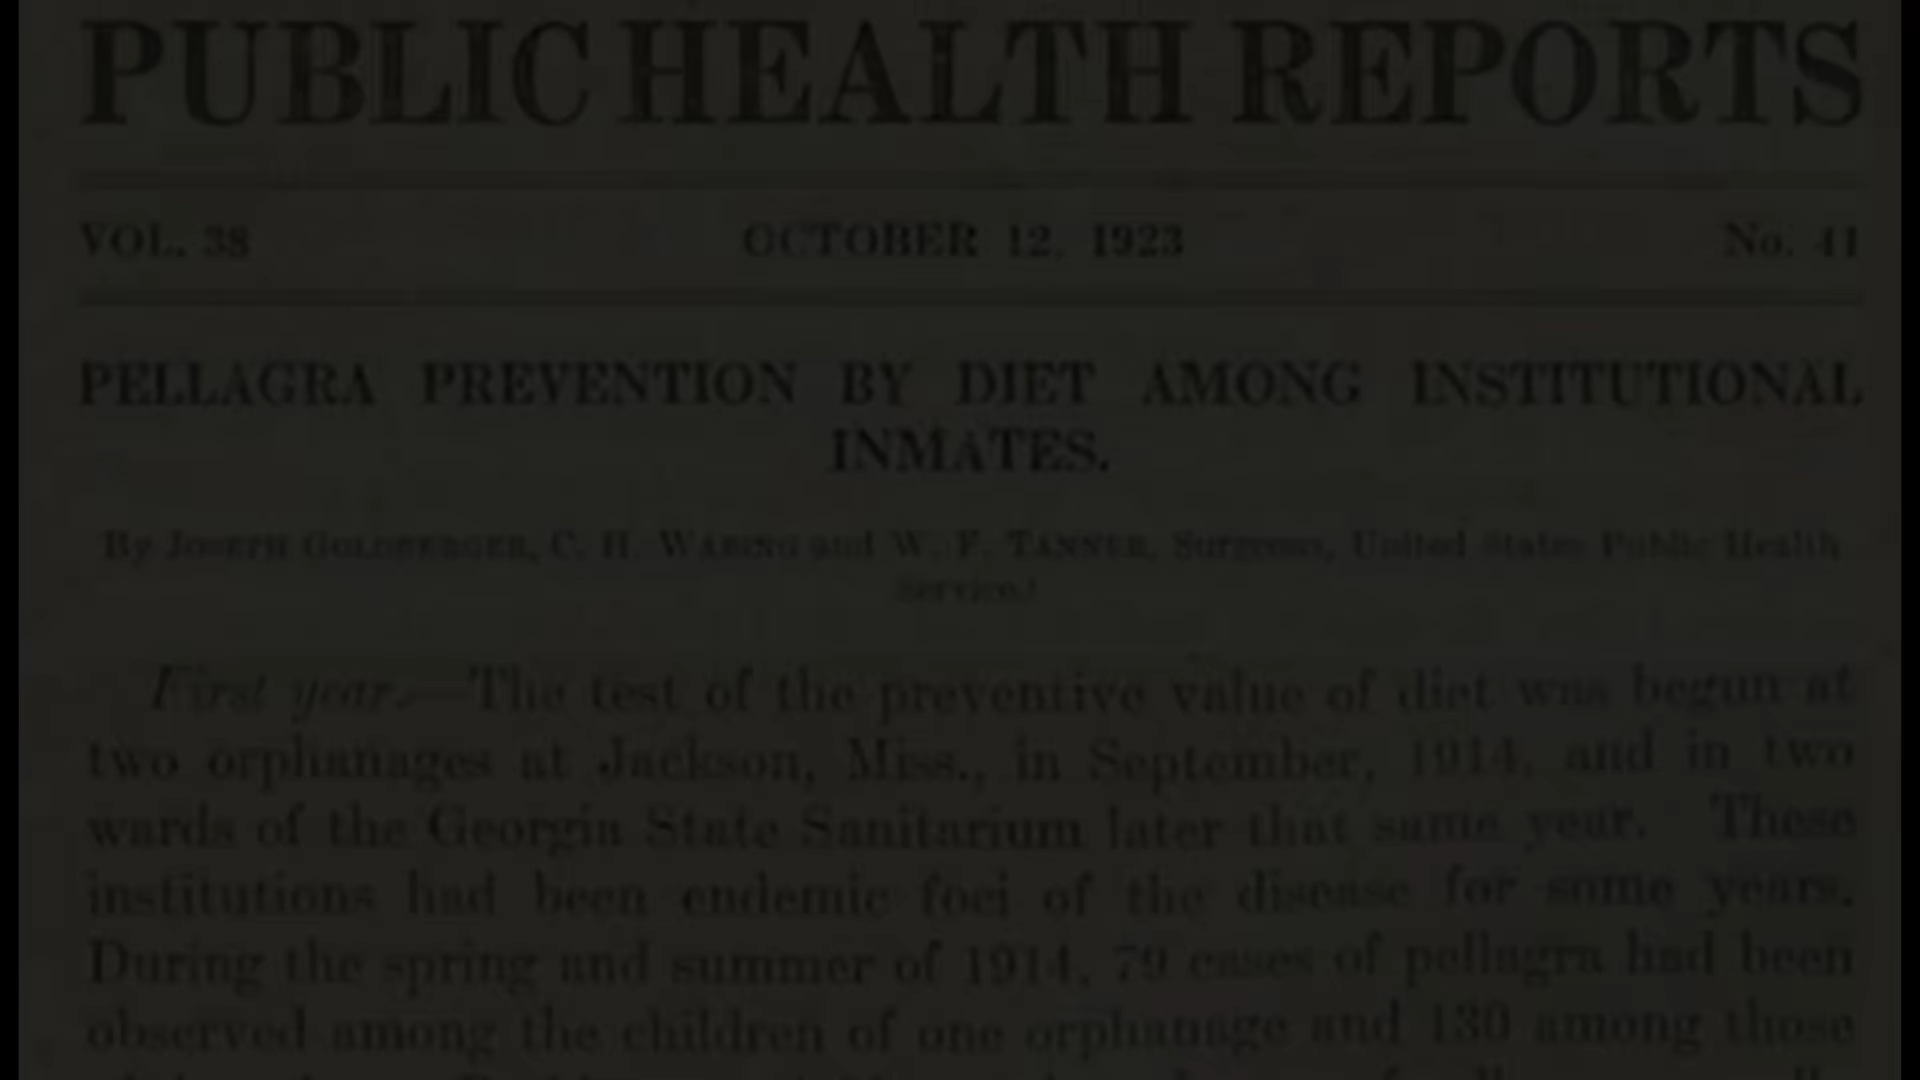 PUBLIC HEALTH REPORTS
VOL. 38 OCTOBER 12, 1923 No. 41
PELLAGRA PREVENTION BY DIET AMONG INSTITUTIONAL
INMATES.
By JOSEPH GOLDBERGER, C. H. WARING and W. F. TANNER, Surgeons, United States Public Health
Service.
First year.—The test of the preventive value of diet was begun at
two orphanages at Jackson, Miss., in September, 1914, and in two
wards of the Georgia State Sanitarium later that same year. These
institutions had been endemic foci of the disease for some years.
During the spring and summer of 1914, 79 cases of pellagra had been
observed among the children of one orphanage and 130 among those